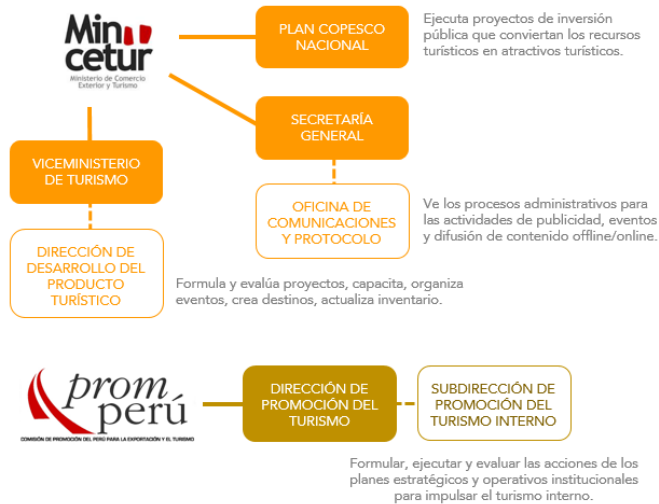 Min
cetur
Ministerio de Comercio
Exterior y Turismo
PLAN COPESCO
NACIONAL
Ejecuta proyectos de inversión
pública que conviertan los recursos
turísticos en atractivos turísticos.
SECRETARÍA
GENERAL
VICEMINISTERIO
DE TURISMO
OFICINA DE
COMUNICACIONES
Y PROTOCOLO
Ve los procesos administrativos para
las actividades de publicidad, eventos
y difusión de contenido offline/online.
DIRECCIÓN DE
DESARROLLO DEL
PRODUCTO
TURÍSTICO
Formula y evalúa proyectos, capacita, organiza
eventos, crea destinos, actualiza inventario.
prom
perú
COMISIÓN DE PROMOCIÓN DEL PERÚ PARA LA EXPORTACIÓN Y EL TURISMO
DIRECCIÓN DE
PROMOCIÓN DEL
TURISMO
SUBDIRECCIÓN DE
PROMOCIÓN DEL
TURISMO INTERNO
Formular, ejecutar y evaluar las acciones de los
planes estratégicos y operativos institucionales
para impulsar el turismo interno.